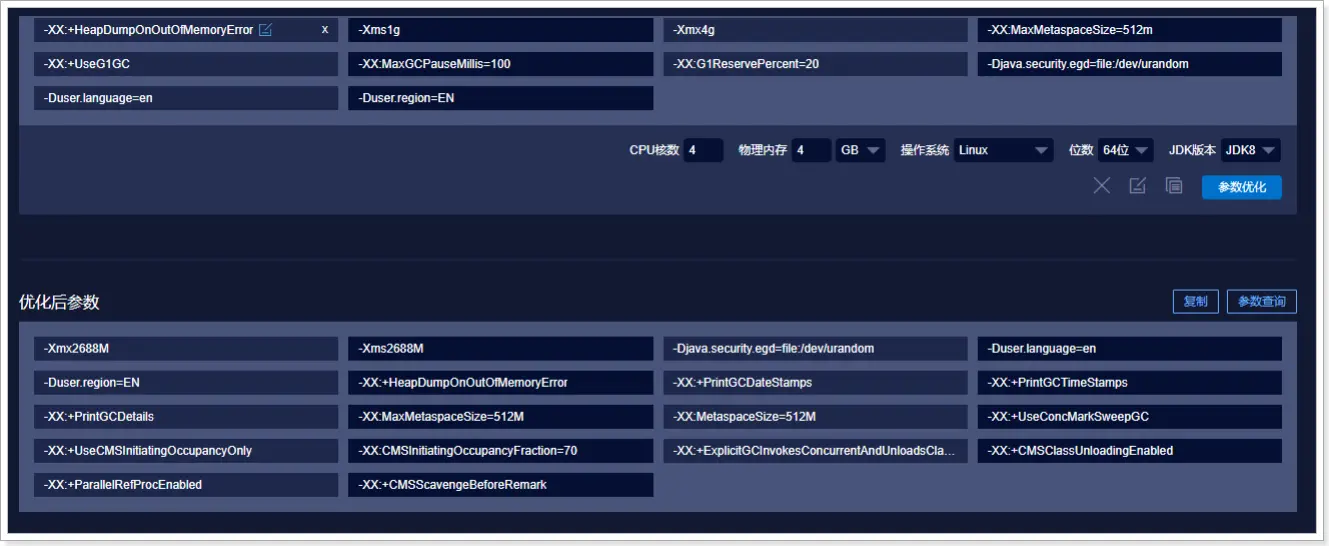 -XX:+HeapDumpOnOutOfMemoryError x -Xms1g -Xmx4g -XX:MaxMetaspaceSize=512m
-XX:+UseG1GC -XX:MaxGCPauseMillis=100 -XX:G1ReservePercent=20 -Djava.security.egd=file:/dev/urandom
-Duser.language=en -Duser.region=EN
CPU核数 4 物理内存 4 GB 操作系统 Linux 位数 64位 JDK版本 JDK8
参数优化
优化后参数 复制 参数查询
-Xmx2688M -Xms2688M -Djava.security.egd=file:/dev/urandom -Duser.language=en
-Duser.region=EN -XX:+HeapDumpOnOutOfMemoryError -XX:+PrintGCDateStamps -XX:+PrintGCTimeStamps
-XX:+PrintGCDetails -XX:MaxMetaspaceSize=512M -XX:MetaspaceSize=512M -XX:+UseConcMarkSweepGC
-XX:+UseCMSInitiatingOccupancyOnly -XX:CMSInitiatingOccupancyFraction=70 -XX:+ExplicitGCInvokesConcurrentAndUnloadsCla... -XX:+CMSClassUnloadingEnabled
-XX:+ParallelRefProcEnabled -XX:+CMSScavengeBeforeRemark